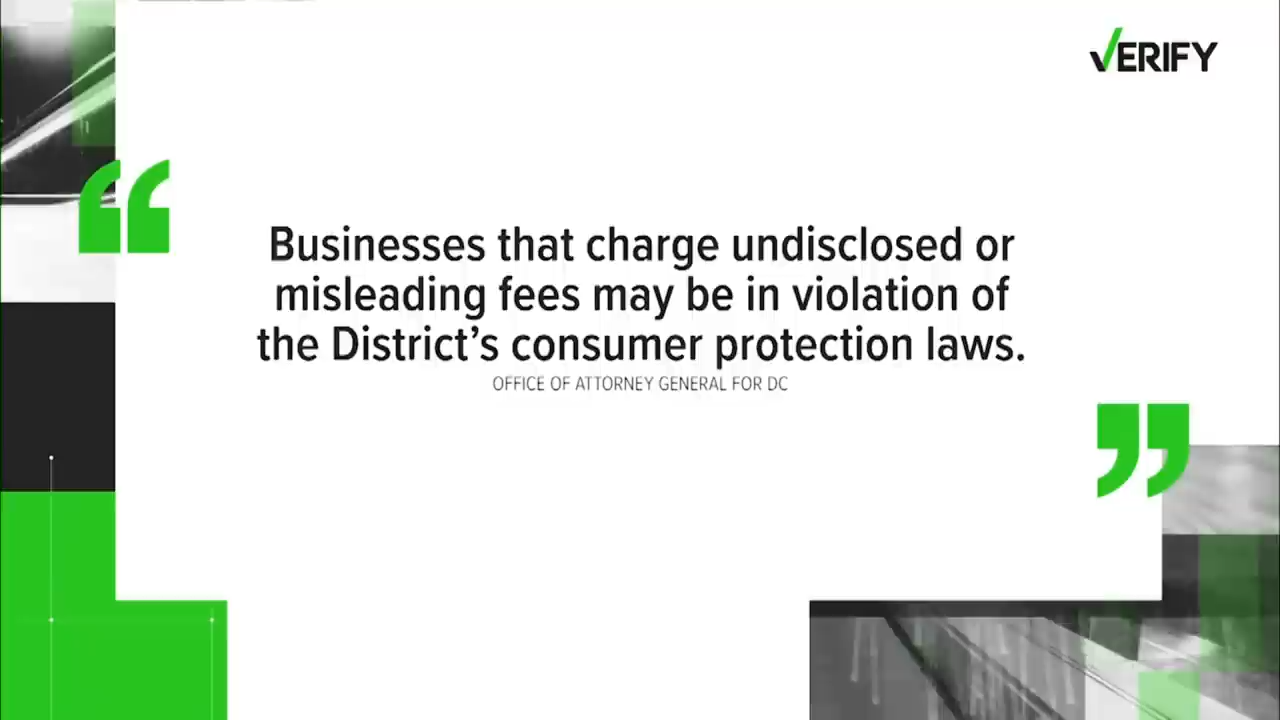 VERIFY
Businesses that charge undisclosed or
misleading fees may be in violation of
the District’s consumer protection laws.
OFFICE OF ATTORNEY GENERAL FOR DC